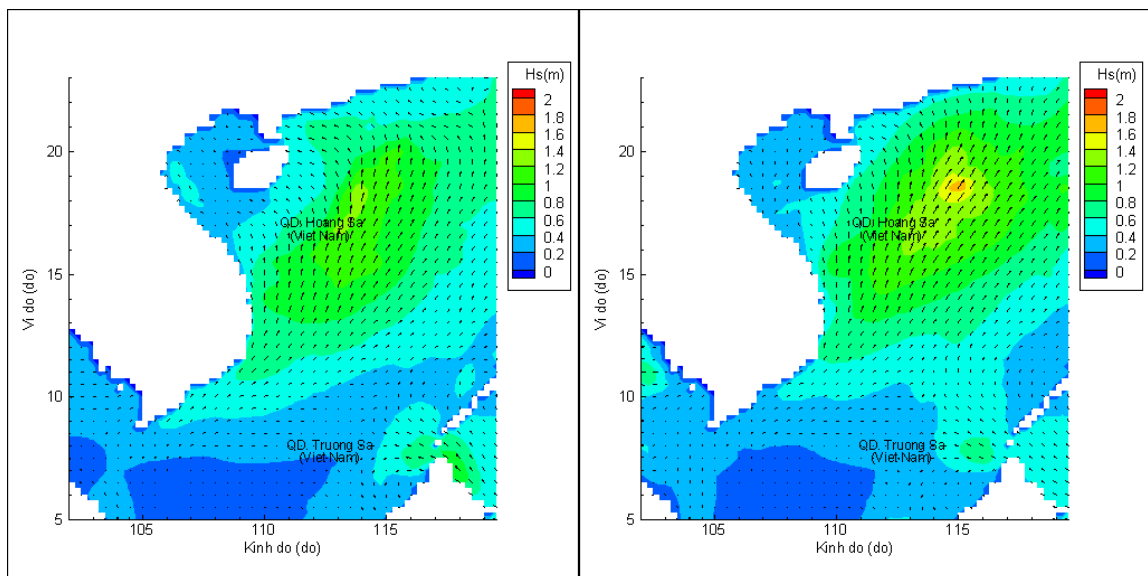 Hs(m)
2
1.8
1.6
1.4
1.2
1
0.8
0.6
0.4
0.2
0
20
15
10
5
Vi do (do)
105
110
115
Kinh do (do)
QD. Hoang Sa
(Viet Nam)
QD. Truong Sa
(Viet Nam)
Hs(m)
2
1.8
1.6
1.4
1.2
1
0.8
0.6
0.4
0.2
0
20
15
10
5
Vi do (do)
105
110
115
Kinh do (do)
QD. Hoang Sa
(Viet Nam)
QD. Truong Sa
(Viet Nam)